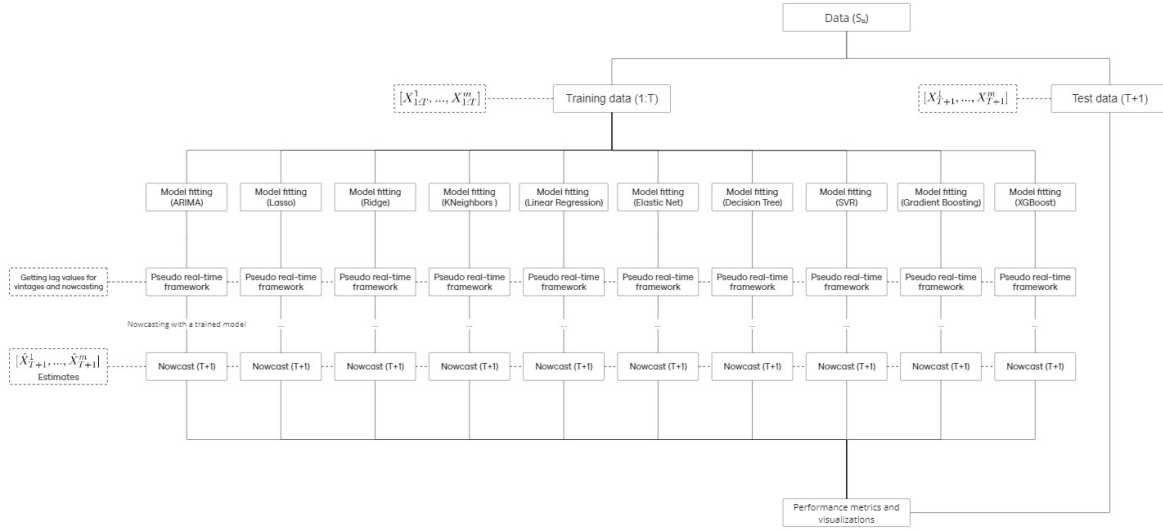 Data (Sₙ)
[X¹₁:T, ..., Xᵐ₁:T]
Training data (1:T)
[X¹T+1, ..., XᵐT+1]
Test data (T+1)
Model fitting
(ARIMA)
Model fitting
(Lasso)
Model fitting
(Ridge)
Model fitting
(KNeighbors )
Model fitting
(Linear Regression)
Model fitting
(Elastic Net)
Model fitting
(Decision Tree)
Model fitting
(SVR)
Model fitting
(Gradient Boosting)
Model fitting
(XGBoost)
Getting lag values for
vintages and nowcasting
Pseudo real-time
framework
Pseudo real-time
framework
Pseudo real-time
framework
Pseudo real-time
framework
Pseudo real-time
framework
Pseudo real-time
framework
Pseudo real-time
framework
Pseudo real-time
framework
Pseudo real-time
framework
Pseudo real-time
framework
Nowcasting with a trained model
...
...
...
...
...
...
...
...
...
[X̂¹T+1, ..., X̂ᵐT+1]
Estimates
Nowcast (T+1)
Nowcast (T+1)
Nowcast (T+1)
Nowcast (T+1)
Nowcast (T+1)
Nowcast (T+1)
Nowcast (T+1)
Nowcast (T+1)
Nowcast (T+1)
Nowcast (T+1)
Performance metrics and
visualizations